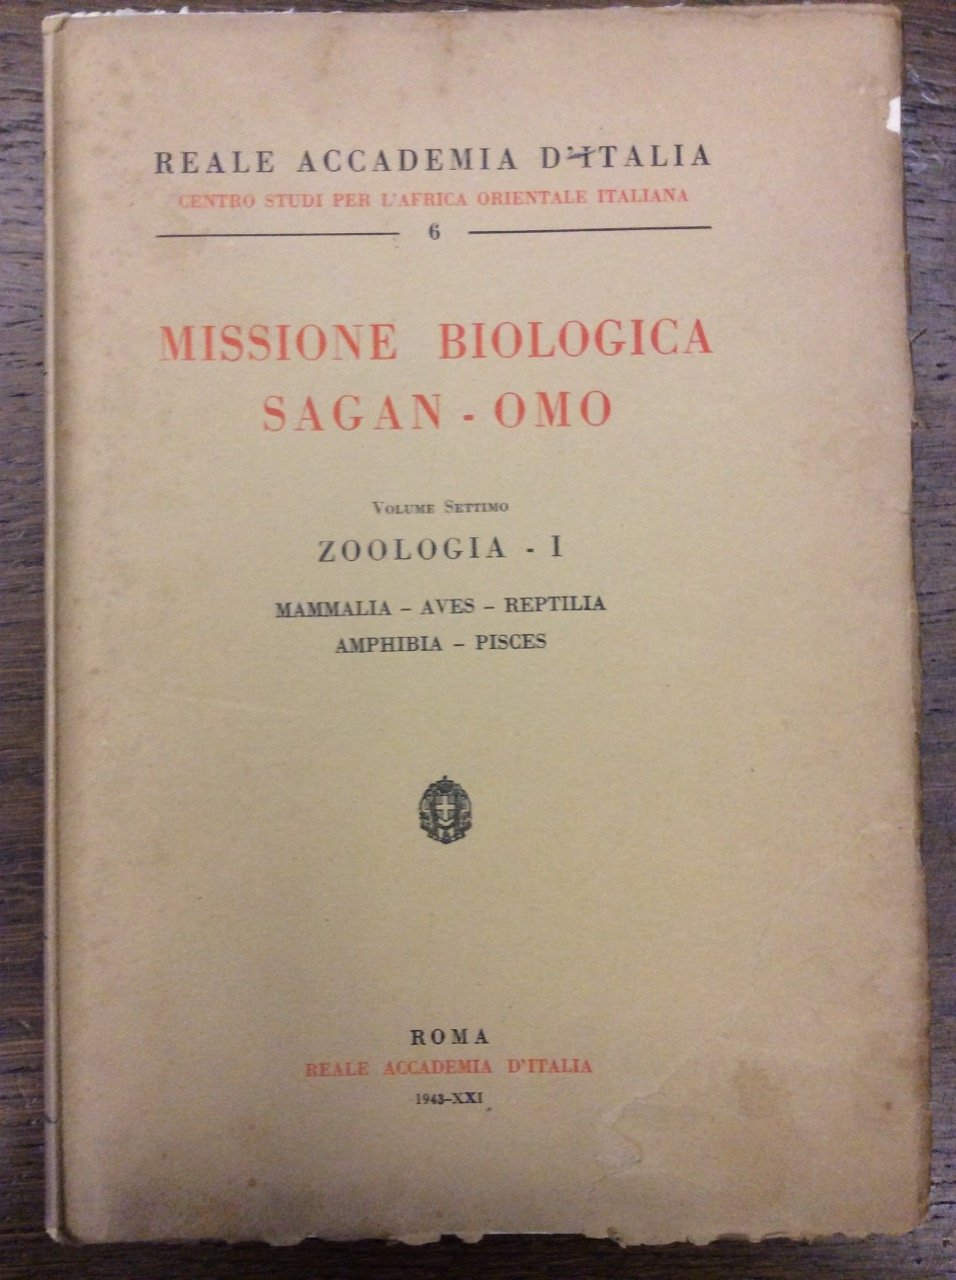 REALE ACCADEMIA D'ITALIA
CENTRO STUDI PER L'AFRICA ORIENTALE ITALIANA
6
MISSIONE BIOLOGICA
SAGAN - OMO
VOLUME SETTIMO
ZOOLOGIA - I
MAMMALIA – AVES – REPTILIA
AMPHIBIA – PISCES
ROMA
REALE ACCADEMIA D'ITALIA
1943–XXI